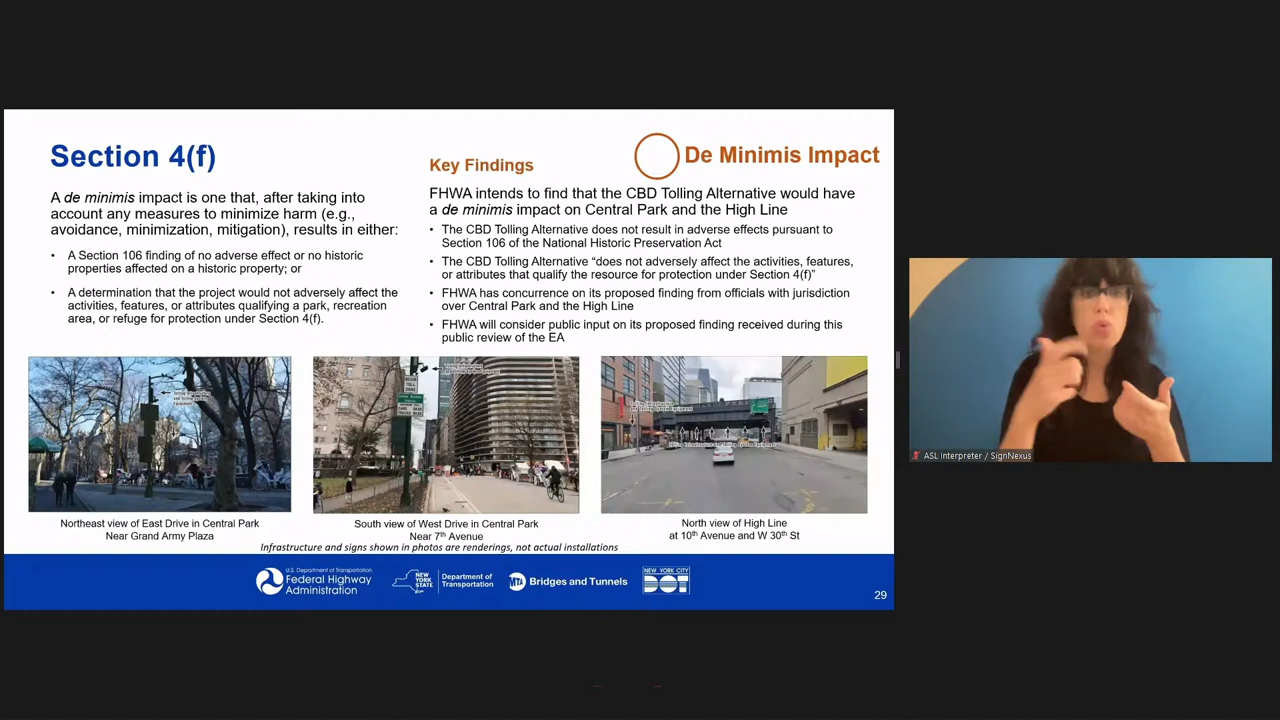 Section 4(f)
A de minimis impact is one that, after taking into
account any measures to minimize harm (e.g.,
avoidance, minimization, mitigation), results in either:
• A Section 106 finding of no adverse effect or no historic
properties affected on a historic property; or
• A determination that the project would not adversely affect the
activities, features, or attributes qualifying a park, recreation
area, or refuge for protection under Section 4(f).
Key Findings
De Minimis Impact
FHWA intends to find that the CBD Tolling Alternative would have
a de minimis impact on Central Park and the High Line
• The CBD Tolling Alternative does not result in adverse effects pursuant to
Section 106 of the National Historic Preservation Act
• The CBD Tolling Alternative “does not adversely affect the activities, features,
or attributes that qualify the resource for protection under Section 4(f)”
• FHWA has concurrence on its proposed finding from officials with jurisdiction
over Central Park and the High Line
• FHWA will consider public input on its proposed finding received during this
public review of the EA
Northeast view of East Drive in Central Park
Near Grand Army Plaza
South view of West Drive in Central Park
Near 7th Avenue
North view of High Line
at 10th Avenue and W 30th St
Infrastructure and signs shown in photos are renderings, not actual installations
U.S. Department of Transportation
Federal Highway
Administration
NEW YORK STATE
Department of
Transportation
MTA Bridges and Tunnels
NEW YORK CITY
DOT
29
ASL Interpreter / SignNexus